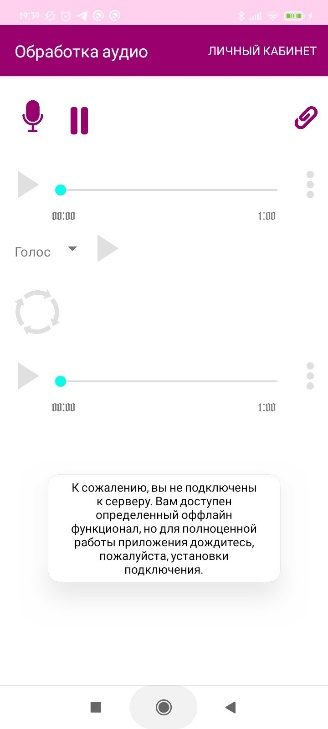 19:19
Обработка аудио ЛИЧНЫЙ КАБИНЕТ
00:00 1:00
Голос
00:00 1:00
К сожалению, вы не подключены
к серверу. Вам доступен
определенный оффлайн
функционал, но для полноценной
работы приложения дождитесь,
пожалуйста, установки
подключения.